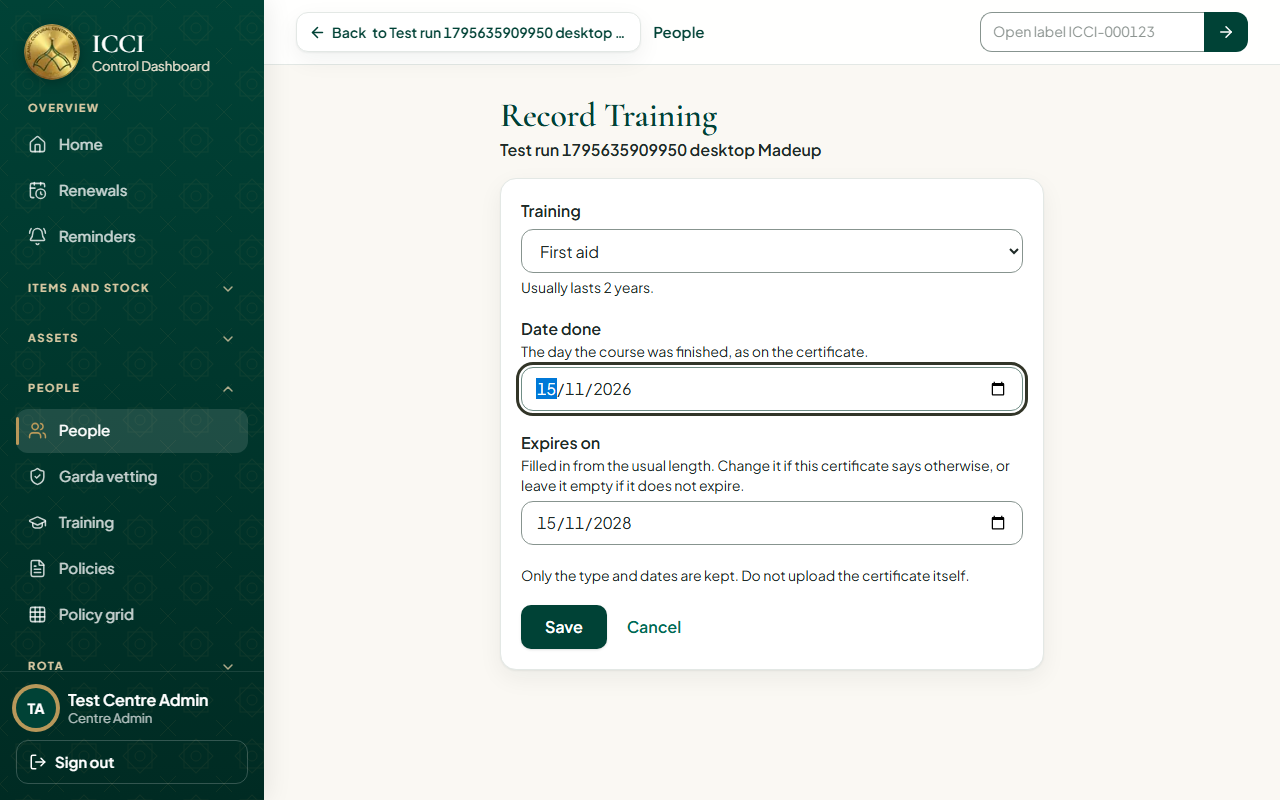 ICCI
Control Dashboard
OVERVIEW
Home
Renewals
Reminders
ITEMS AND STOCK
ASSETS
PEOPLE
People
Garda vetting
Training
Policies
Policy grid
ROTA
TA
Test Centre Admin
Centre Admin
Sign out
Back to Test run 1795635909950 desktop ...
People
Open label ICCI-000123
Record Training
Test run 1795635909950 desktop Madeup
Training
First aid
Usually lasts 2 years.
Date done
The day the course was finished, as on the certificate.
15/11/2026
Expires on
Filled in from the usual length. Change it if this certificate says otherwise, or
leave it empty if it does not expire.
15/11/2028
Only the type and dates are kept. Do not upload the certificate itself.
Save
Cancel